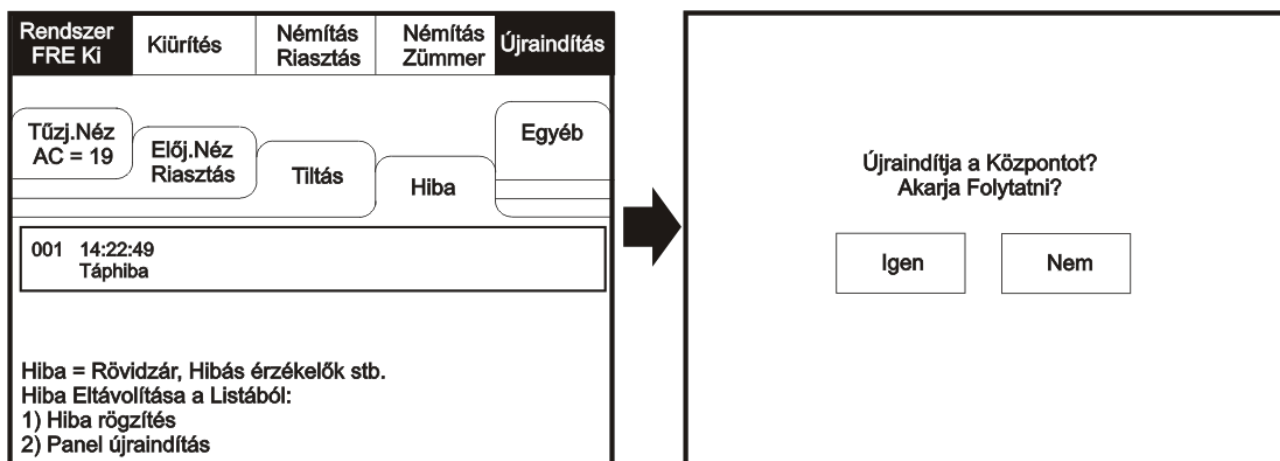 Rendszer
FRE Ki
Kiürítés
Némítás
Riasztás
Némítás
Zümmer
Újraindítás
Tűzj.Néz
AC = 19
Előj.Néz
Riasztás
Tiltás
Hiba
Egyéb
001 14:22:49
Táphiba
Hiba = Rövidzár, Hibás érzékelők stb.
Hiba Eltávolítása a Listából:
1) Hiba rögzítés
2) Panel újraindítás
Újraindítja a Központot?
Akarja Folytatni?
Igen
Nem